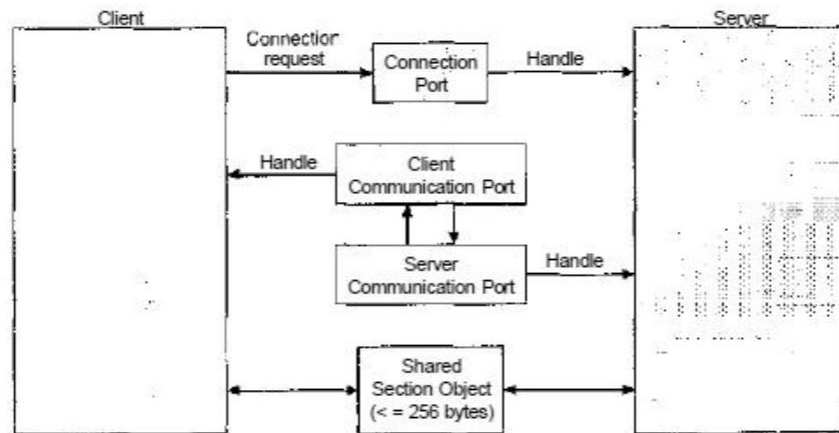 Client
Server
Connection
request
Connection
Port
Handle
Handle
Client
Communication Port
Server
Communication Port
Handle
Shared
Section Object
(< = 256 bytes)